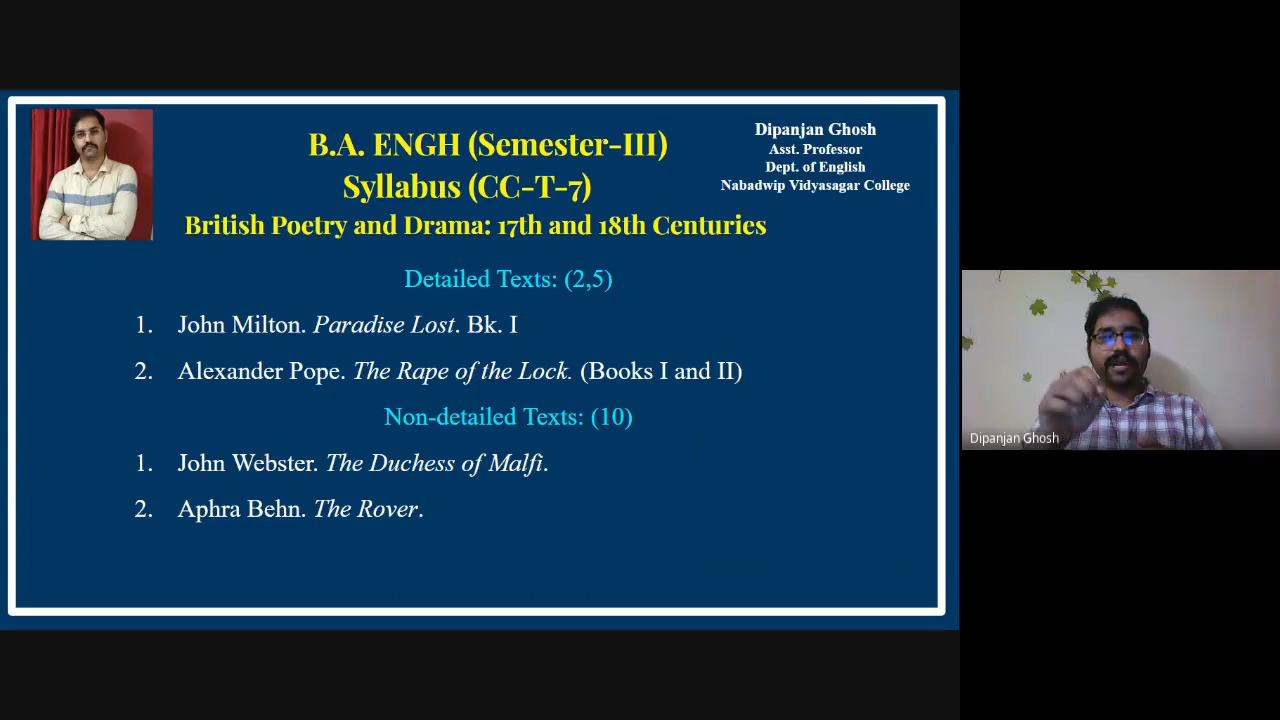 B.A. ENGH (Semester-III)
Syllabus (CC-T-7)
British Poetry and Drama: 17th and 18th Centuries
Dipanjan Ghosh
Asst. Professor
Dept. of English
Nabadwip Vidyasagar College
Detailed Texts: (2,5)
1. John Milton. Paradise Lost. Bk. I
2. Alexander Pope. The Rape of the Lock. (Books I and II)
Non-detailed Texts: (10)
1. John Webster. The Duchess of Malfi.
2. Aphra Behn. The Rover.
Dipanjan Ghosh